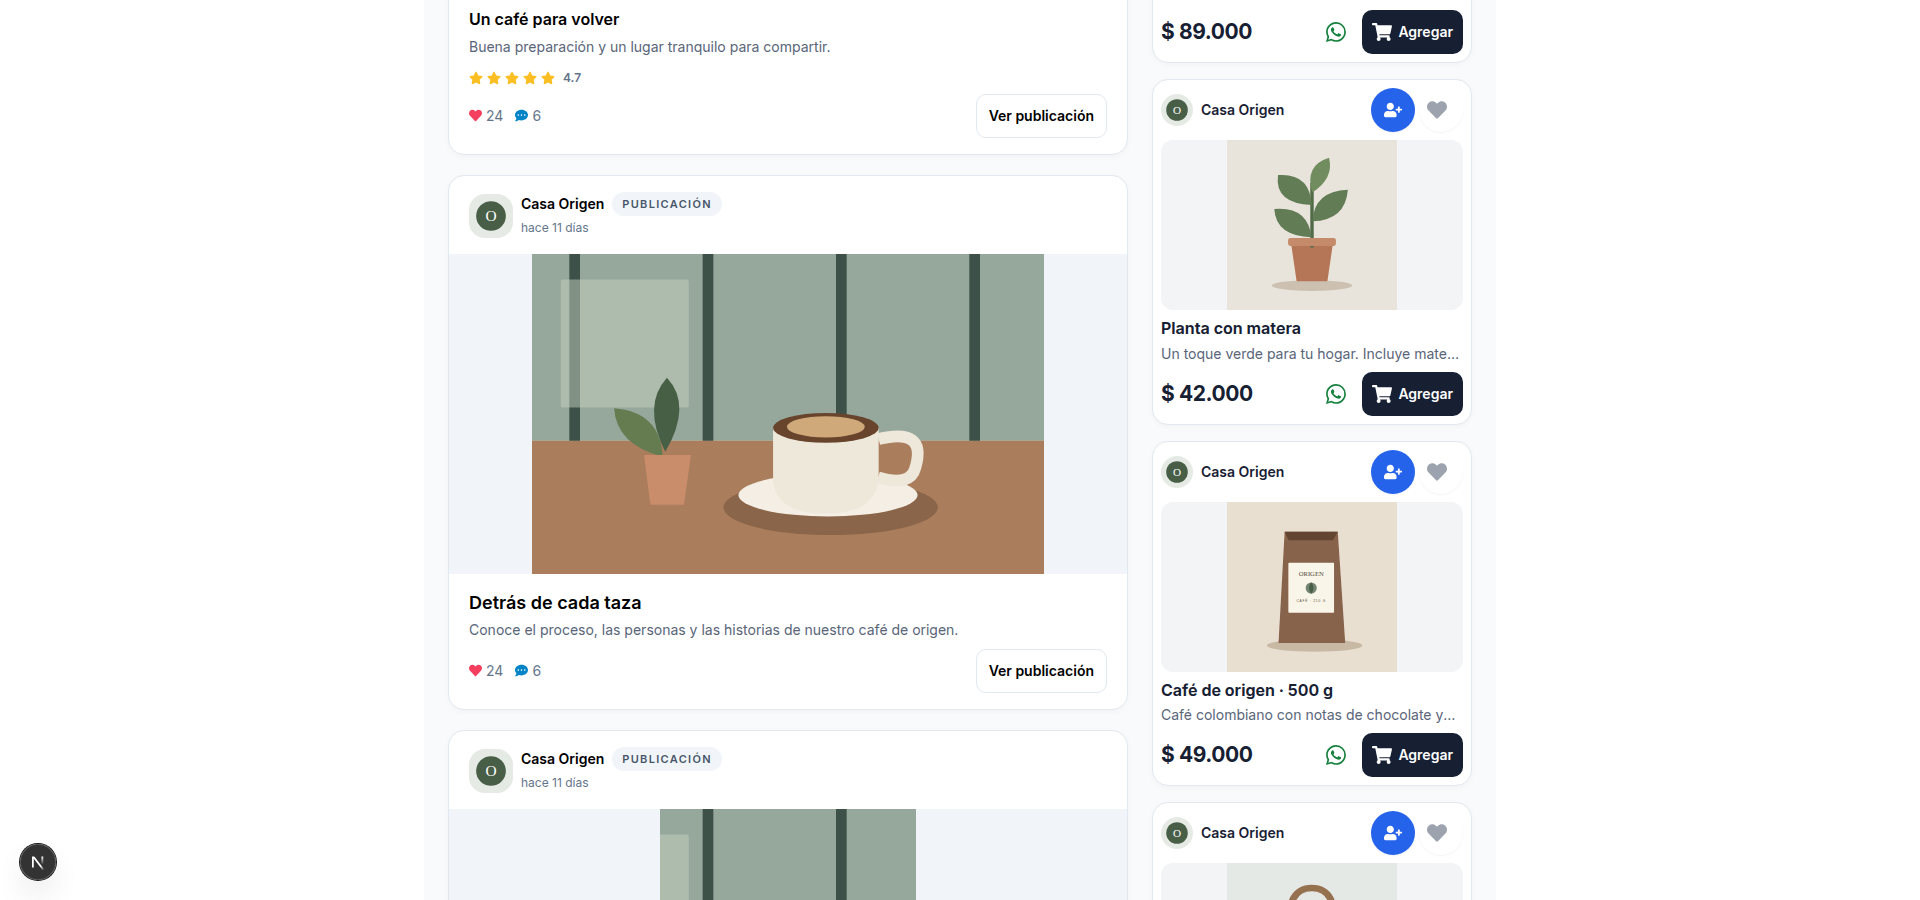 Un café para volver
Buena preparación y un lugar tranquilo para compartir.
4.7
24 6
Ver publicación
O
Casa Origen PUBLICACIÓN
hace 11 días
Detrás de cada taza
Conoce el proceso, las personas y las historias de nuestro café de origen.
24 6
Ver publicación
O
Casa Origen PUBLICACIÓN
hace 11 días
$ 89.000
Agregar
O
Casa Origen
Planta con matera
Un toque verde para tu hogar. Incluye mate...
$ 42.000
Agregar
O
Casa Origen
ORIGEN
CAFÉ · 250 G
Café de origen · 500 g
Café colombiano con notas de chocolate y...
$ 49.000
Agregar
O
Casa Origen
N